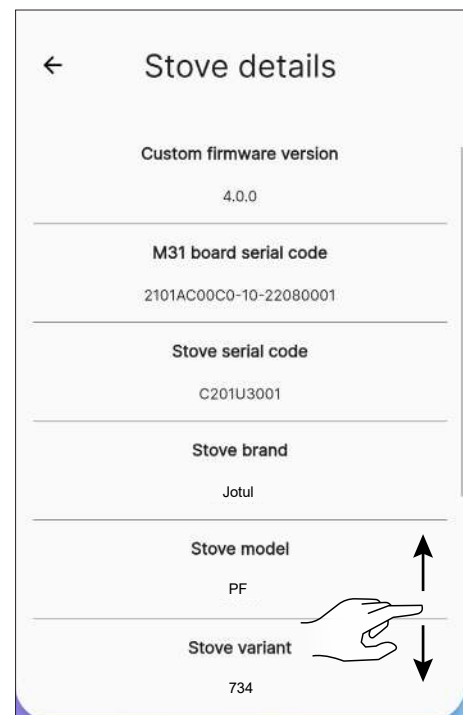 Stove details
Custom firmware version
4.0.0
M31 board serial code
2101AC00C0-10-22080001
Stove serial code
C201U3001
Stove brand
Jotul
Stove model
PF
Stove variant
734